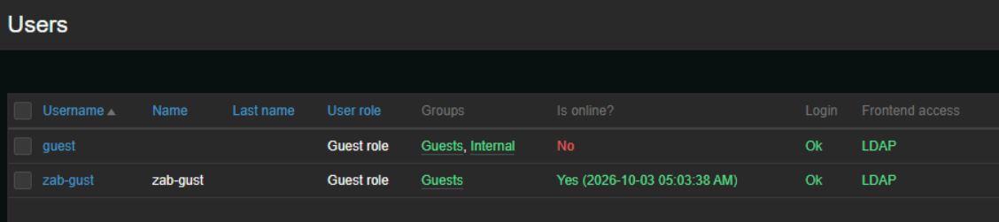 Users
Username Name Last name User role Groups Is online? Login Frontend access
guest Guest role Guests, Internal No Ok LDAP
zab-gust zab-gust Guest role Guests Yes (2026-10-03 05:03:38 AM) Ok LDAP